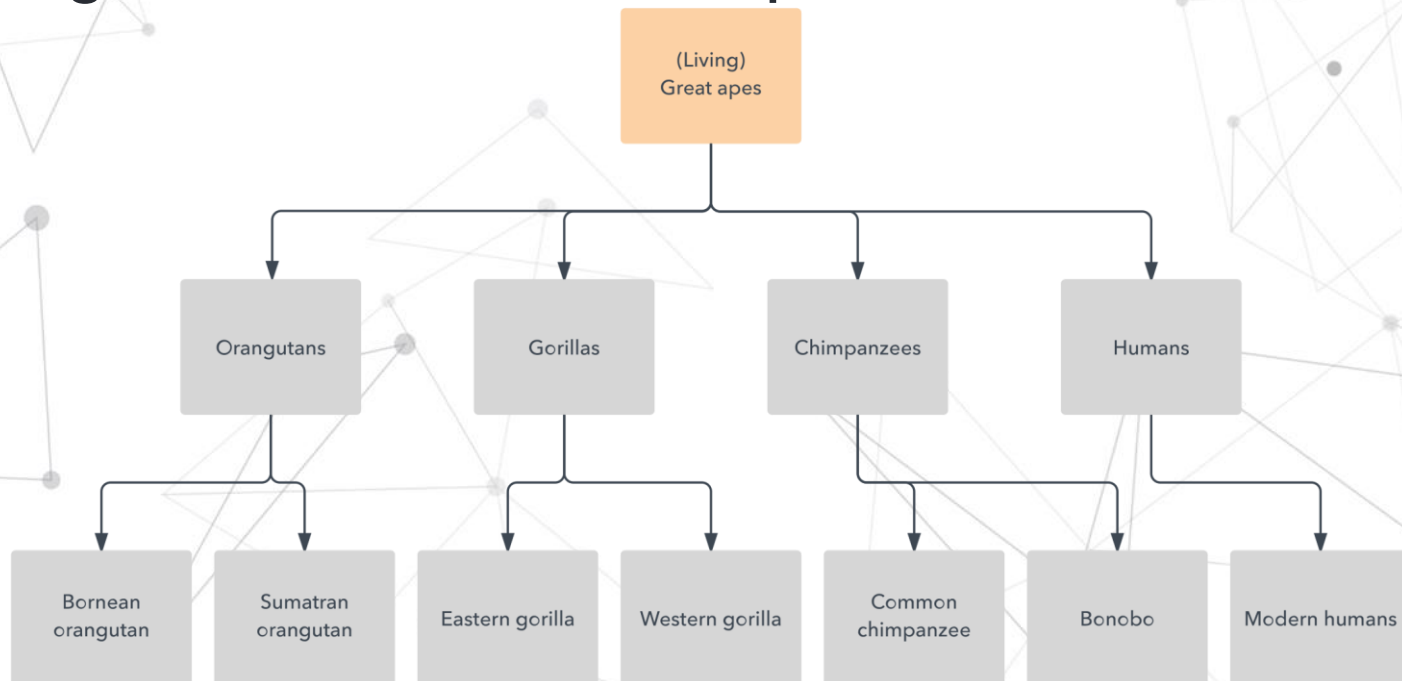 (Living)
Great apes
Orangutans
Gorillas
Chimpanzees
Humans
Bornean
orangutan
Sumatran
orangutan
Eastern gorilla
Western gorilla
Common
chimpanzee
Bonobo
Modern humans